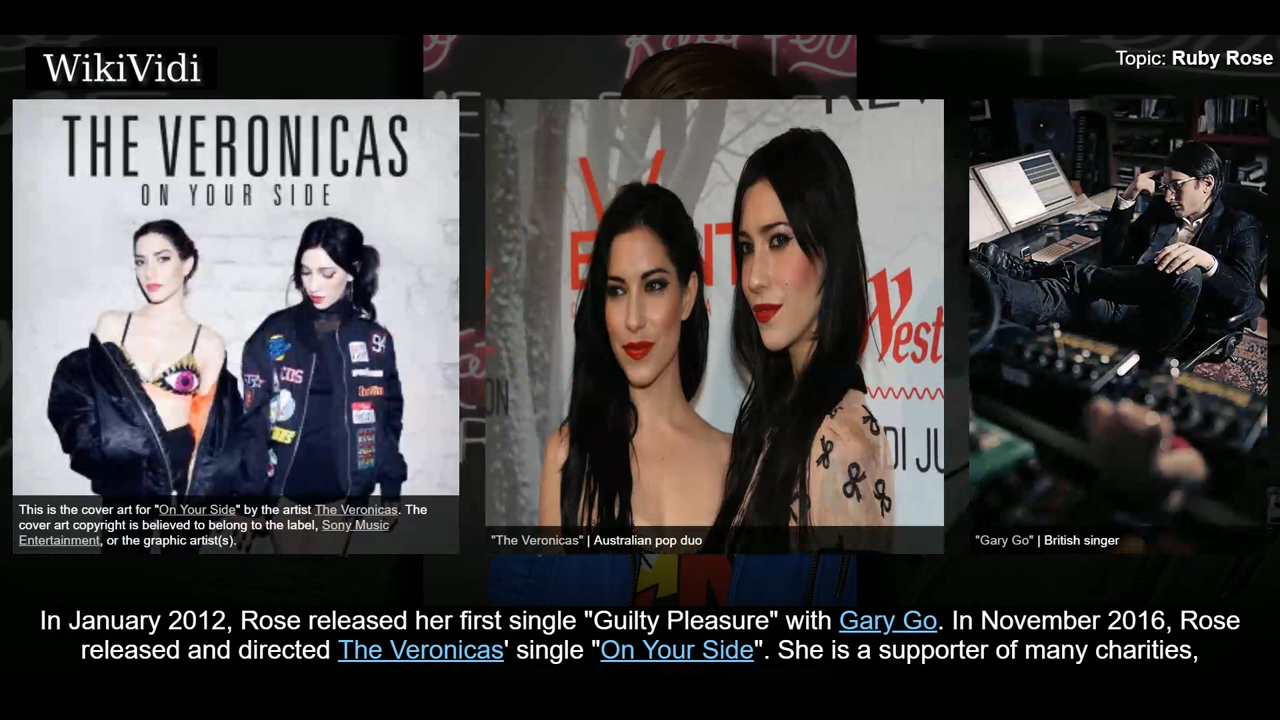 WikiVidi
Topic: Ruby Rose
THE VERONICAS
ON YOUR SIDE
This is the cover art for "On Your Side" by the artist The Veronicas. The
cover art copyright is believed to belong to the label, Sony Music
Entertainment, or the graphic artist(s).
West
"The Veronicas" | Australian pop duo
"Gary Go" | British singer
In January 2012, Rose released her first single "Guilty Pleasure" with Gary Go. In November 2016, Rose
released and directed The Veronicas' single "On Your Side". She is a supporter of many charities,